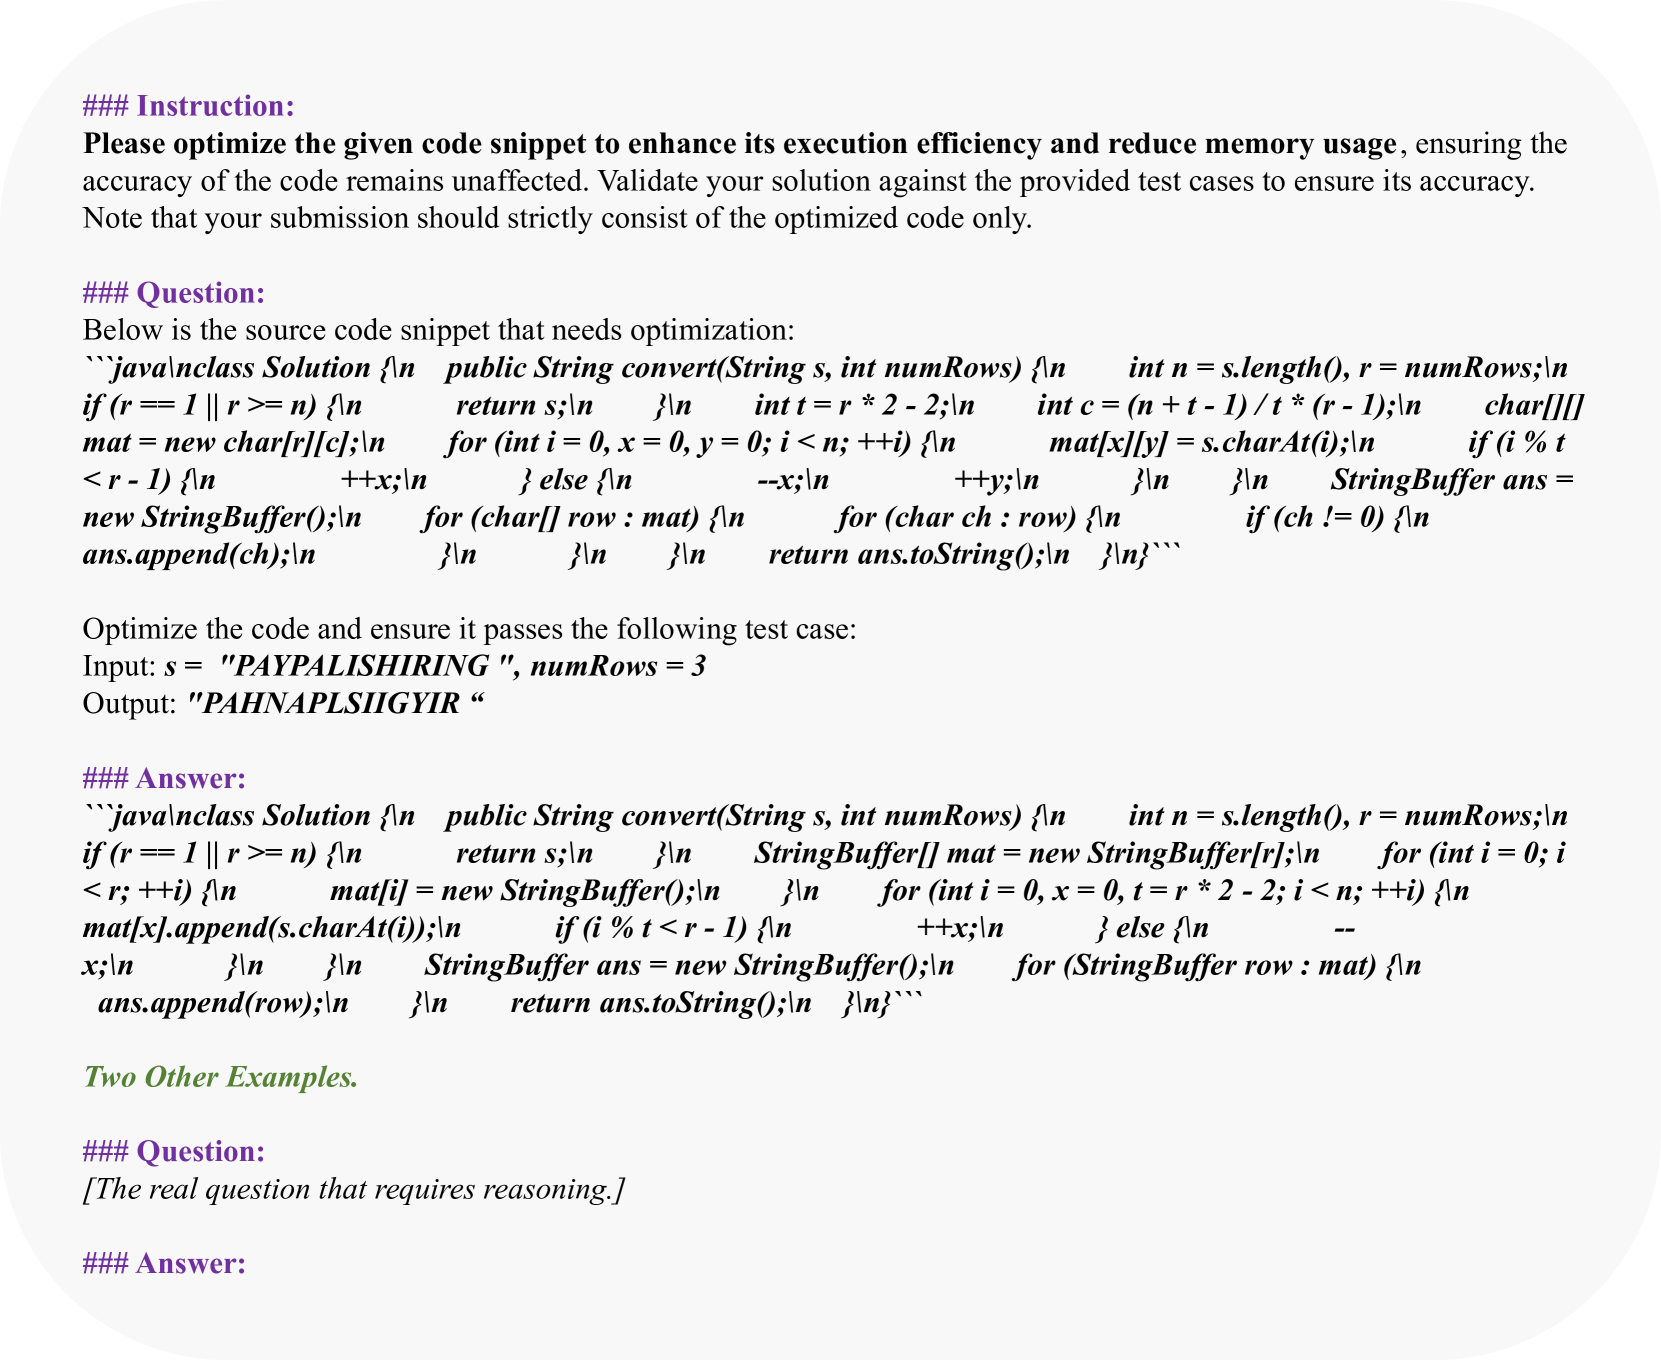 ### Instruction:
Please optimize the given code snippet to enhance its execution efficiency and reduce memory usage, ensuring the
accuracy of the code remains unaffected. Validate your solution against the provided test cases to ensure its accuracy.
Note that your submission should strictly consist of the optimized code only.
### Question:
Below is the source code snippet that needs optimization:
```java\nclass Solution {\n    public String convert(String s, int numRows) {\n        int n = s.length(), r = numRows;\n
if (r == 1 || r >= n) {\n            return s;\n        }\n        int t = r * 2 - 2;\n        int c = (n + t - 1) / t * (r - 1);\n        char[][]
mat = new char[r][c];\n        for (int i = 0, x = 0, y = 0; i < n; ++i) {\n            mat[x][y] = s.charAt(i);\n            if (i % t
< r - 1) {\n                ++x;\n            } else {\n                --x;\n                ++y;\n            }\n        }\n        StringBuffer ans =
new StringBuffer();\n        for (char[] row : mat) {\n            for (char ch : row) {\n                if (ch != 0) {\n
ans.append(ch);\n                }\n            }\n        }\n        return ans.toString();\n    }\n}```
Optimize the code and ensure it passes the following test case:
Input: s =  "PAYPALISHIRING ", numRows = 3
Output: "PAHNAPLSIIGYIR “
### Answer:
```java\nclass Solution {\n    public String convert(String s, int numRows) {\n        int n = s.length(), r = numRows;\n
if (r == 1 || r >= n) {\n            return s;\n        }\n        StringBuffer[] mat = new StringBuffer[r];\n        for (int i = 0; i
< r; ++i) {\n            mat[i] = new StringBuffer();\n        }\n        for (int i = 0, x = 0, t = r * 2 - 2; i < n; ++i) {\n
mat[x].append(s.charAt(i));\n            if (i % t < r - 1) {\n                ++x;\n            } else {\n                --
x;\n            }\n        }\n        StringBuffer ans = new StringBuffer();\n        for (StringBuffer row : mat) {\n
ans.append(row);\n        }\n        return ans.toString();\n    }\n}```
Two Other Examples.
### Question:
[The real question that requires reasoning.]
### Answer: